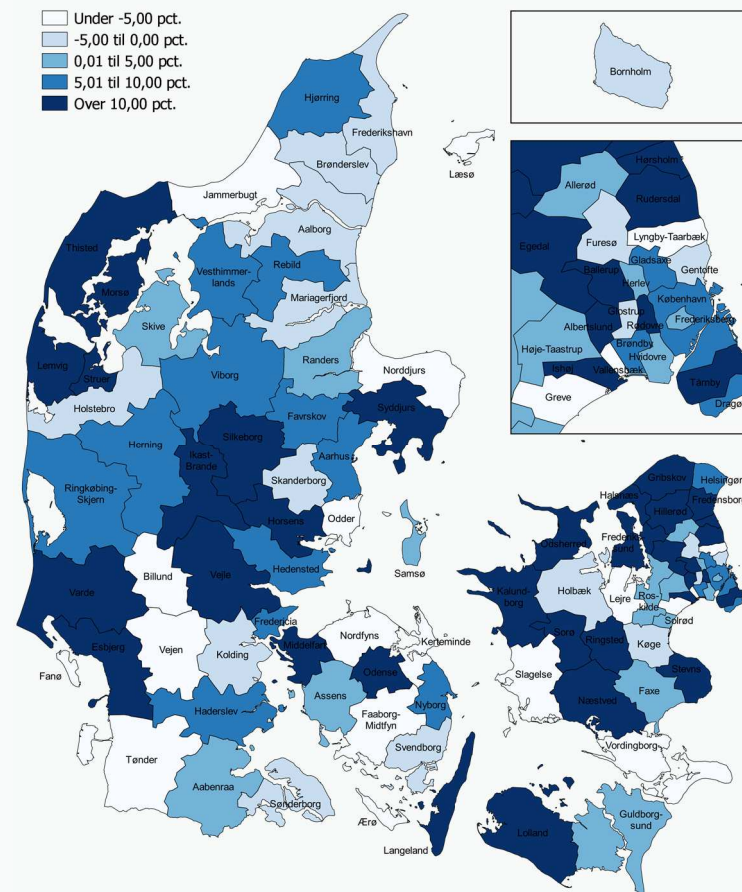 Under -5,00 pct.
-5,00 til 0,00 pct.
0,01 til 5,00 pct.
5,01 til 10,00 pct.
Over 10,00 pct.
Bornholm
Hjørring
Frederikshavn
Brønderslev
Læsø
Jammerbugt
Aalborg
Thisted
Vesthimmer-
lands
Rebild
Morsø
Mariagerfjord
Skive
Randers
Lemvig
Struer
Viborg
Norddjurs
Holstebro
Favrskov
Syddjurs
Silkeborg
Herning
Ikast-
Brande
Aarhus
Ringkøbing-
Skjern
Skanderborg
Horsens
Odder
Samsø
Hedensted
Varde
Billund
Vejle
Fredericia
Esbjerg
Vejen
Kolding
Middelfart
Nordfyns
Kerteminde
Fanø
Odense
Assens
Nyborg
Haderslev
Faaborg-
Midtfyn
Tønder
Svendborg
Aabenraa
Sønderborg
Ærø
Langeland
Hørsholm
Allerød
Rudersdal
Egedal
Furesø
Lyngby-Taarbæk
Gladsaxe
Gentofte
Ballerup
Herlev
København
Glostrup
Frederiksberg
Albertslund
Rødovre
Brøndby
Høje-Taastrup
Hvidovre
Ishøj
Vallensbæk
Greve
Tårnby
Dragø
Gribskov
Helsingør
Halsnæs
Fredensborg
Hillerød
Odsherred
Frederiks-
sund
Kalund-
borg
Holbæk
Lejre
Ros-
kilde
Solrød
Sorø
Ringsted
Køge
Slagelse
Stevns
Næstved
Faxe
Vordingborg
Lolland
Guldborg-
sund